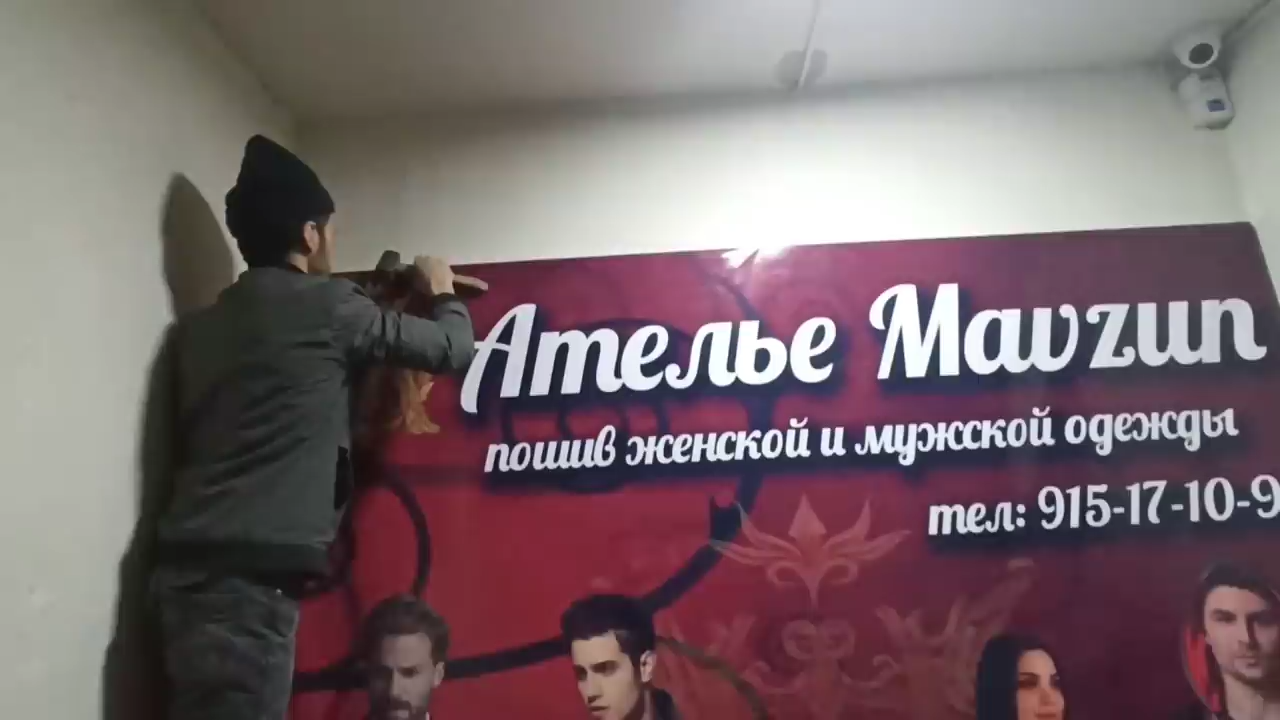 Ателье Mavzun
пошив женской и мужской одежды
тел: 915-17-10-9